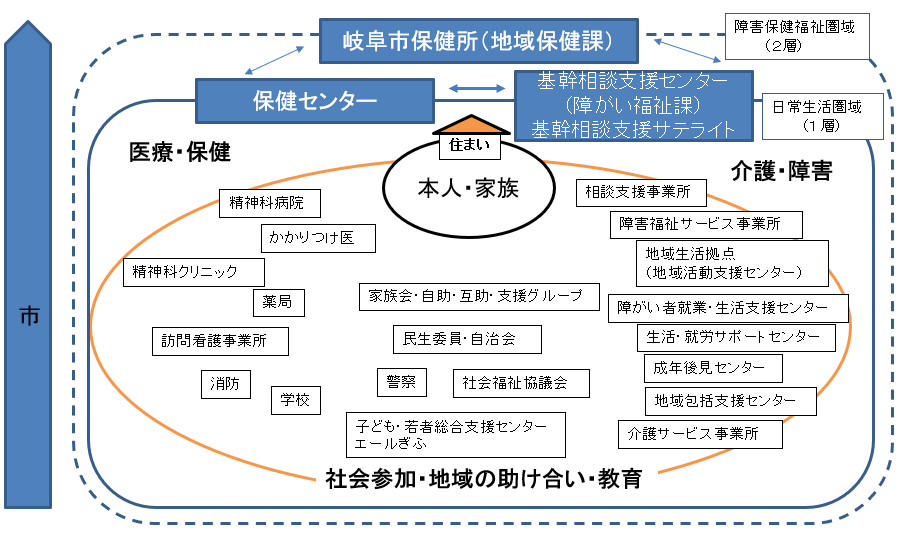 岐阜市保健所（地域保健課）
障害保健福祉圏域
（２層）
保健センター
基幹相談支援センター
（障がい福祉課）
基幹相談支援サテライト
日常生活圏域
（１層）
住まい
本人・家族
医療・保健
介護・障害
市
精神科病院
かかりつけ医
精神科クリニック
薬局
訪問看護事業所
消防
学校
家族会・自助・互助・支援グループ
民生委員・自治会
警察
社会福祉協議会
子ども・若者総合支援センター
エールぎふ
相談支援事業所
障害福祉サービス事業所
地域生活拠点
（地域活動支援センター）
障がい者就業・生活支援センター
生活・就労サポートセンター
成年後見センター
地域包括支援センター
介護サービス事業所
社会参加・地域の助け合い・教育